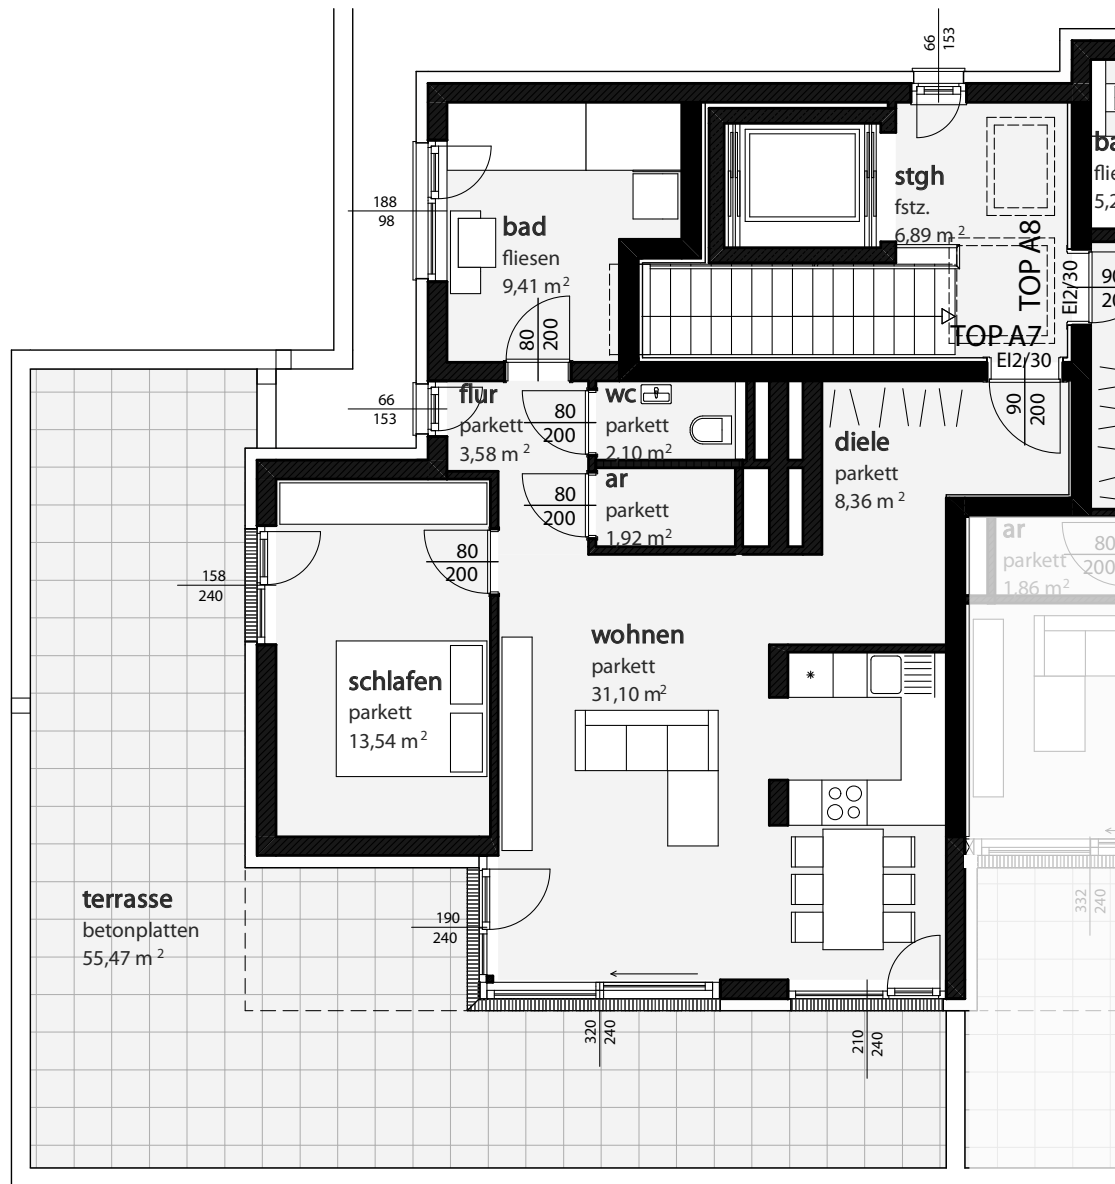 66
153
188
98
bad
fliesen
9,41 m²
stgh
fstz.
6,89 m²
TOP A8
EI2/30
TOP A7
EI2/30
90
200
80
200
66
153
flur
parkett
3,58 m²
80
200
wc
parkett
2,10 m²
diele
parkett
8,36 m²
90
200
80
200
ar
parkett
1,92 m²
ar
parkett
1,86 m²
80
200
158
240
80
200
wohnen
parkett
31,10 m²
schlafen
parkett
13,54 m²
terrasse
betonplatten
55,47 m²
190
240
332
240
320
240
210
240